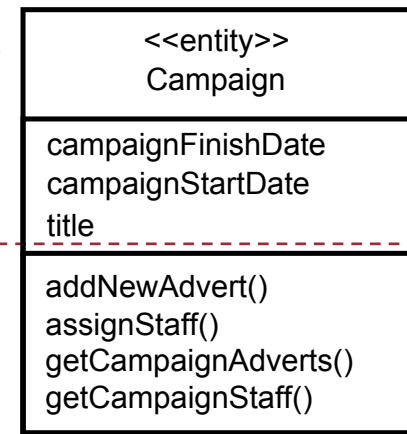 <<entity>>
Campaign
campaignFinishDate
campaignStartDate
title
addNewAdvert()
assignStaff()
getCampaignAdverts()
getCampaignStaff()